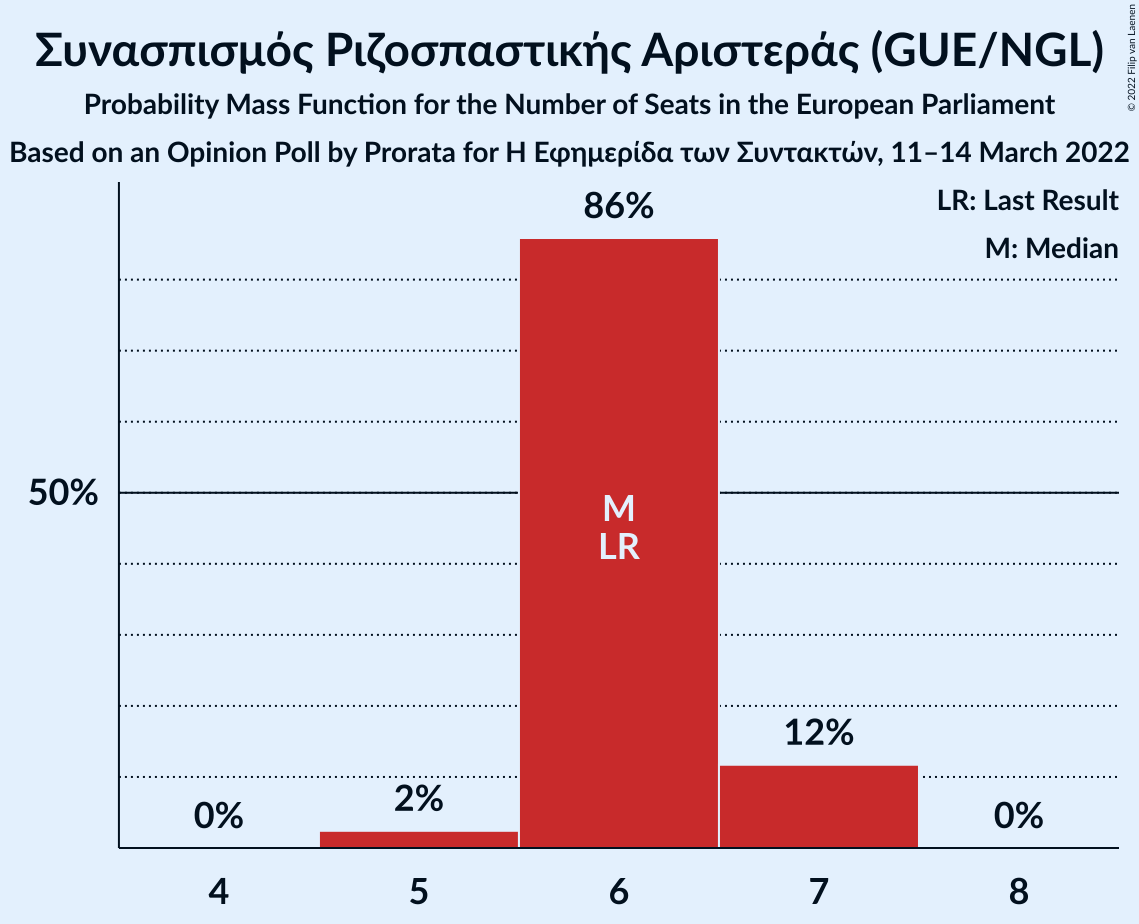 Συνασπισμός Ριζοσπαστικής Αριστεράς (GUE/NGL)
Probability Mass Function for the Number of Seats in the European Parliament
Based on an Opinion Poll by Prorata for Η Εφημερίδα των Συντακτών, 11–14 March 2022
© 2022 Filip van Laenen
LR: Last Result
M: Median
86%
50%
M
LR
12%
2%
0%
0%
4 5 6 7 8